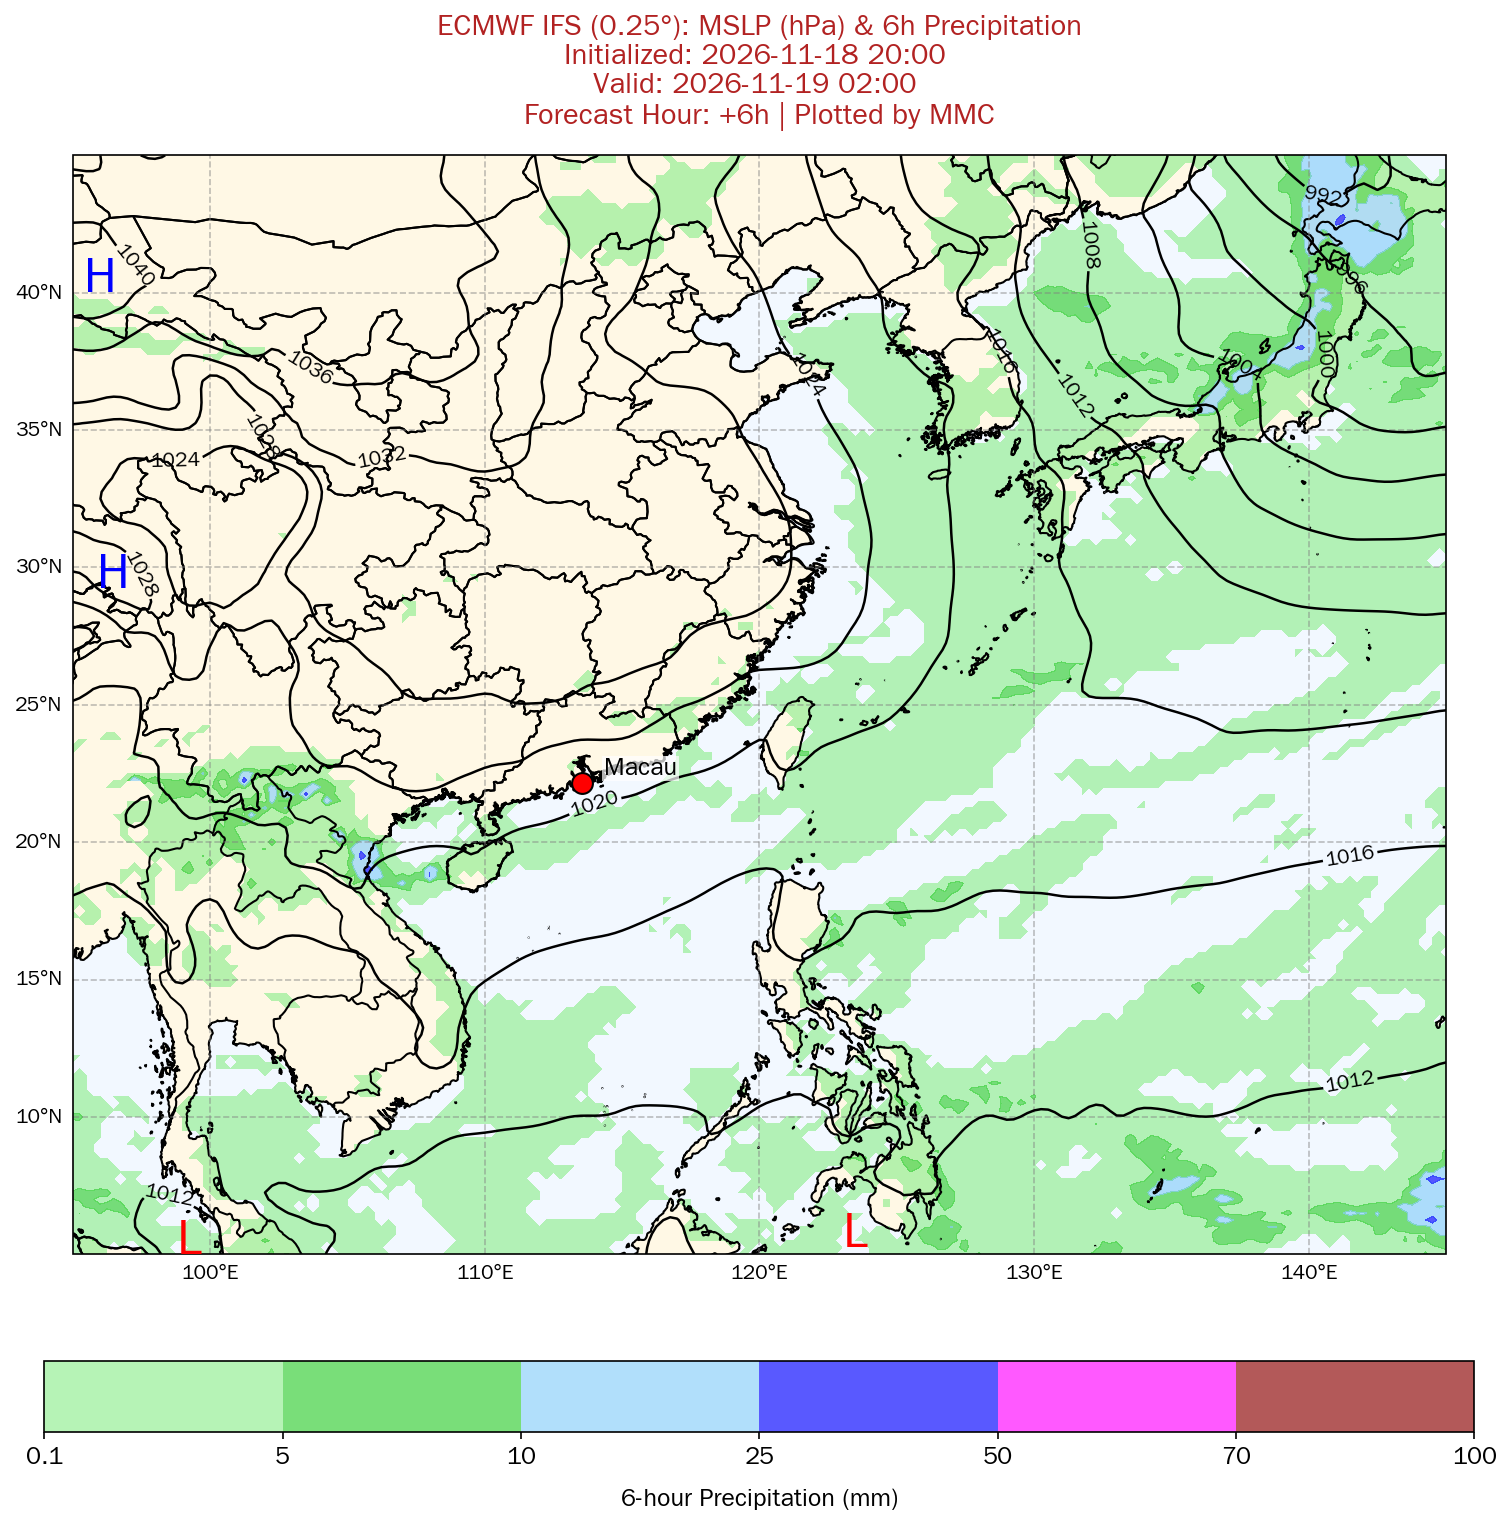 ECMWF IFS (0.25°): MSLP (hPa) & 6h Precipitation
Initialized: 2026-11-18 20:00
Valid: 2026-11-19 02:00
Forecast Hour: +6h | Plotted by MMC
992
1040
H
1008
996
40°N
1036
1016
1004
1000
1024
1012
35°N
1028
1024
1032
30°N
H
1028
25°N
Macau
1020
20°N
1016
15°N
1012
10°N
1012
L
L
100°E 110°E 120°E 130°E 140°E
0.1 5 10 25 50 70 100
6-hour Precipitation (mm)